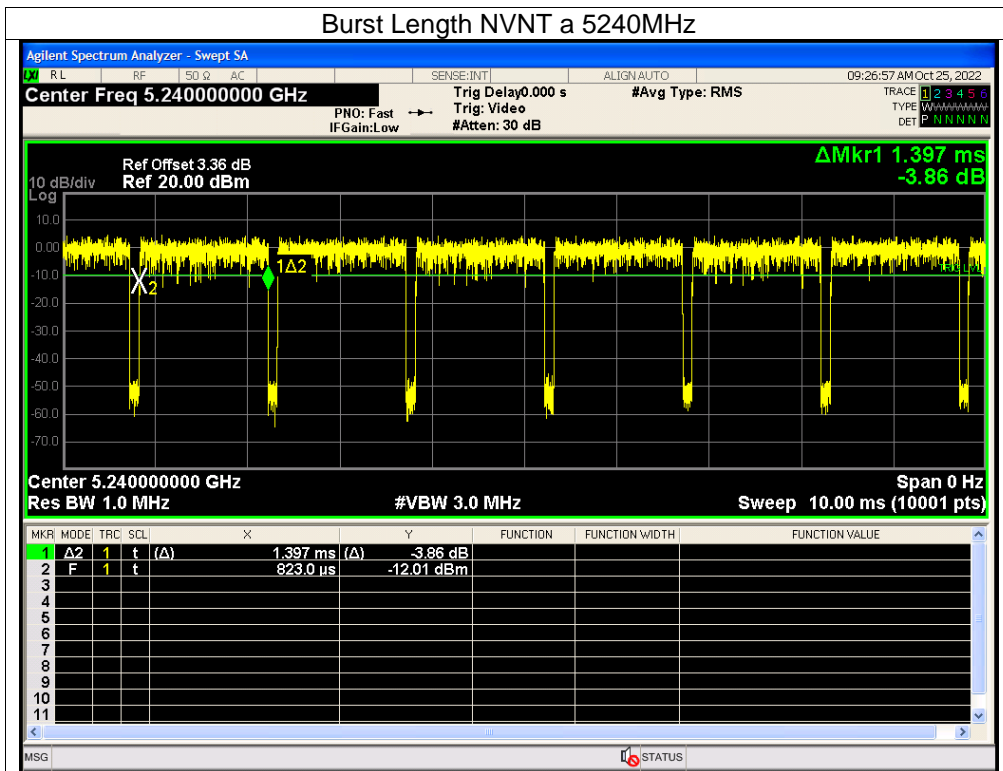 Burst Length NVNT a 5240MHz
Agilent Spectrum Analyzer - Swept SA
LXI RL RF 50 Ω AC SENSE:INT ALIGN AUTO 09:26:57 AM Oct 25, 2022
Center Freq 5.240000000 GHz
PNO: Fast
IFGain:Low
Trig Delay0.000 s
Trig: Video
#Atten: 30 dB
#Avg Type: RMS
TRACE 1 2 3 4 5 6
TYPE
DET P N N N N N
ΔMkr1 1.397 ms
-3.86 dB
Ref Offset 3.36 dB
10 dB/div Ref 20.00 dBm
Log
10.0
0.00
-10.0
-20.0
-30.0
-40.0
-50.0
-60.0
-70.0
1Δ2
2
Center 5.240000000 GHz Span 0 Hz
Res BW 1.0 MHz #VBW 3.0 MHz Sweep 10.00 ms (10001 pts)
MKR MODE TRC SCL X Y FUNCTION FUNCTION WIDTH FUNCTION VALUE
1 Δ2 1 t (Δ) 1.397 ms (Δ) -3.86 dB
2 F 1 t 823.0 µs -12.01 dBm
3
4
5
6
7
8
9
10
11
MSG STATUS